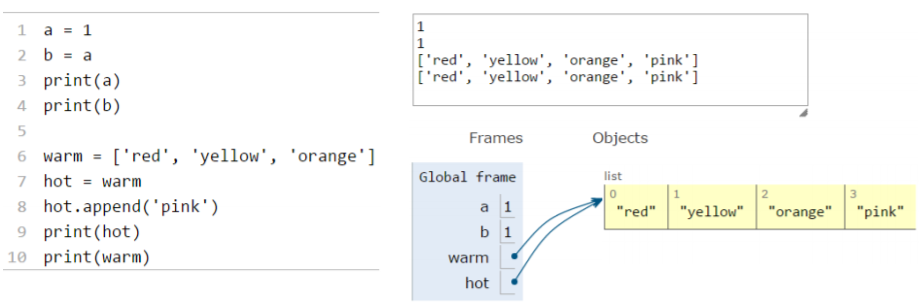 1 a = 1
2 b = a
3 print(a)
4 print(b)
5
6 warm = ['red', 'yellow', 'orange']
7 hot = warm
8 hot.append('pink')
9 print(hot)
10 print(warm)
1
1
['red', 'yellow', 'orange', 'pink']
['red', 'yellow', 'orange', 'pink']
Frames Objects
Global frame
a 1
b 1
warm
hot
list
0 1 2 3
"red" "yellow" "orange" "pink"